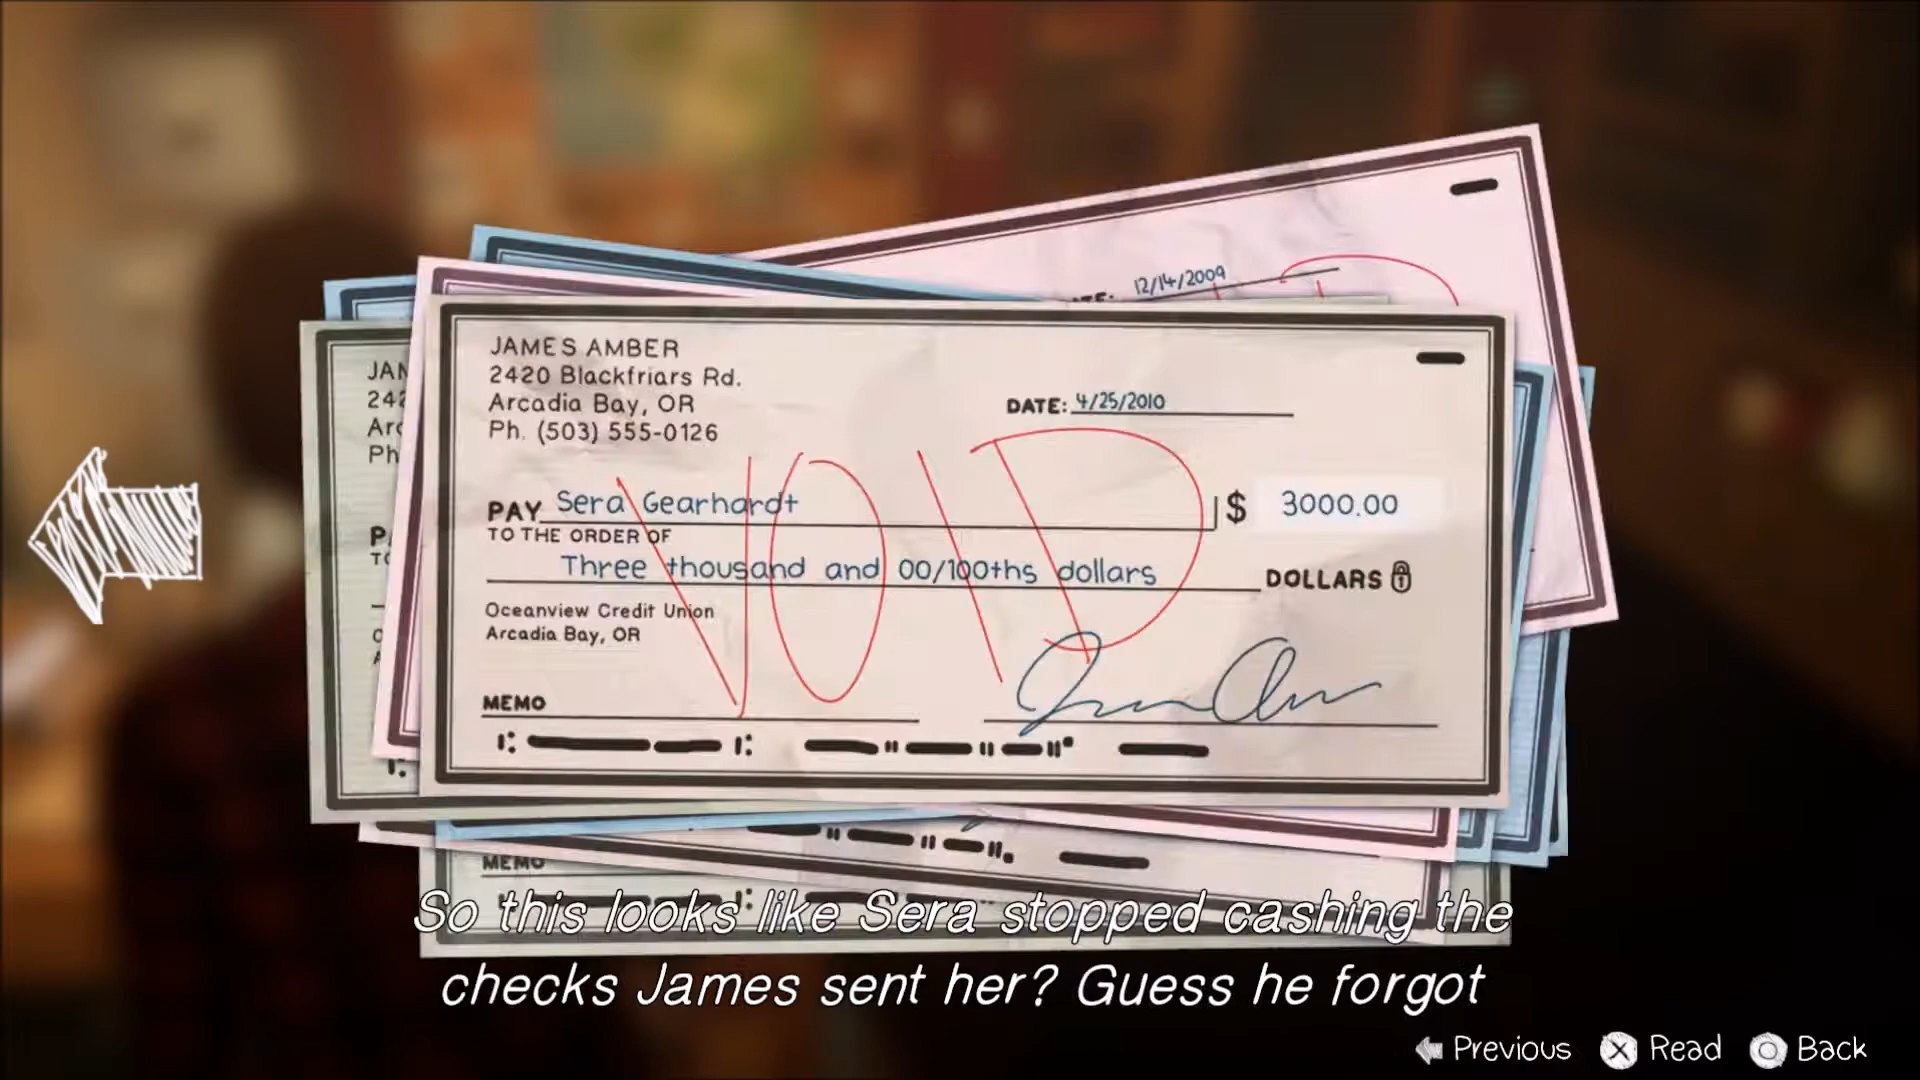 DATE: 12/14/2009
JAMES AMBER
2420 Blackfriars Rd.
Arcadia Bay, OR
Ph. (503) 555-0126
DATE: 4/25/2010
VOID
PAY Sera Gearhardt $ 3000.00
TO THE ORDER OF
Three thousand and 00/100ths dollars DOLLARS
Oceanview Credit Union
Arcadia Bay, OR
MEMO
MEMO
So this looks like Sera stopped cashing the
checks James sent her? Guess he forgot
Previous Read Back